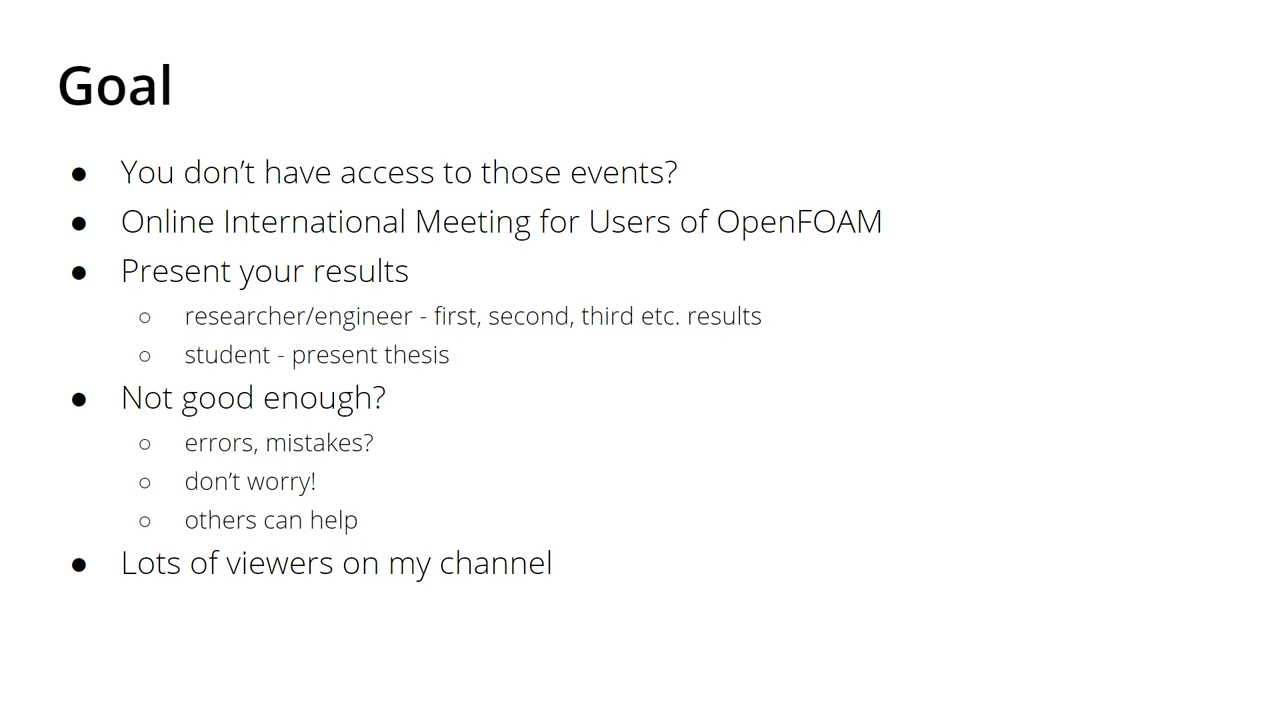 Goal
● You don’t have access to those events?
● Online International Meeting for Users of OpenFOAM
● Present your results
○ researcher/engineer - first, second, third etc. results
○ student - present thesis
● Not good enough?
○ errors, mistakes?
○ don’t worry!
○ others can help
● Lots of viewers on my channel